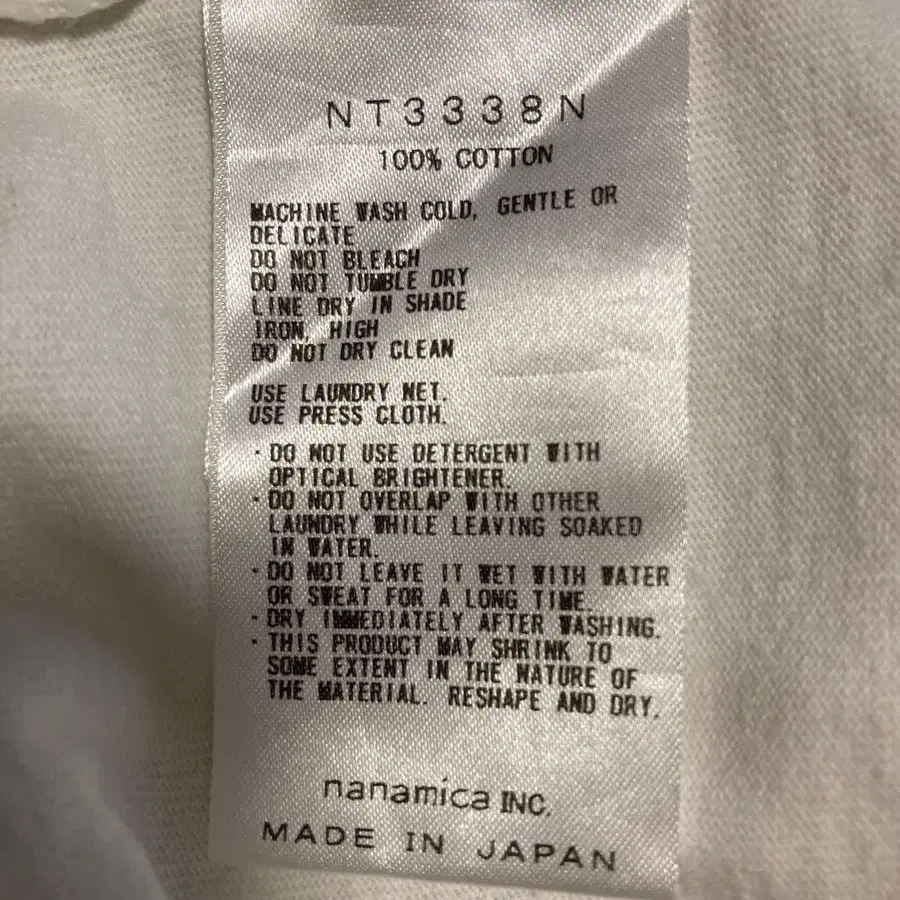 NT3338N
100% COTTON
MACHINE WASH COLD, GENTLE OR
DELICATE
DO NOT BLEACH
DO NOT TUMBLE DRY
LINE DRY IN SHADE
IRON, HIGH
DO NOT DRY CLEAN
USE LAUNDRY NET.
USE PRESS CLOTH.
・DO NOT USE DETERGENT WITH
OPTICAL BRIGHTENER.
・DO NOT OVERLAP WITH OTHER
LAUNDRY WHILE LEAVING SOAKED
IN WATER.
・DO NOT LEAVE IT WET WITH WATER
OR SWEAT FOR A LONG TIME.
・DRY IMMEDIATELY AFTER WASHING.
・THIS PRODUCT MAY SHRINK TO
SOME EXTENT IN THE NATURE OF
THE MATERIAL. RESHAPE AND DRY.
nanamica INC.
MADE IN JAPAN